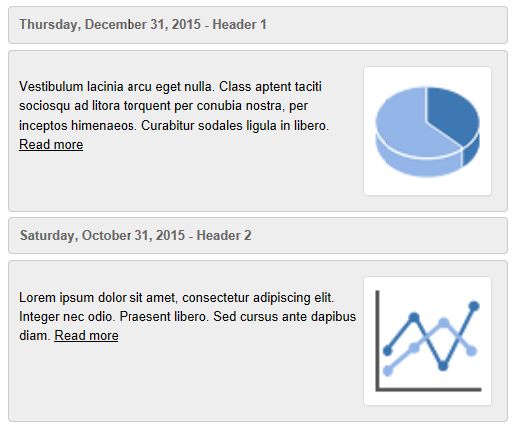 Thursday, December 31, 2015 - Header 1
Vestibulum lacinia arcu eget nulla. Class aptent taciti
sociosqu ad litora torquent per conubia nostra, per
inceptos himenaeos. Curabitur sodales ligula in libero.
Read more
Saturday, October 31, 2015 - Header 2
Lorem ipsum dolor sit amet, consectetur adipiscing elit.
Integer nec odio. Praesent libero. Sed cursus ante dapibus
diam. Read more